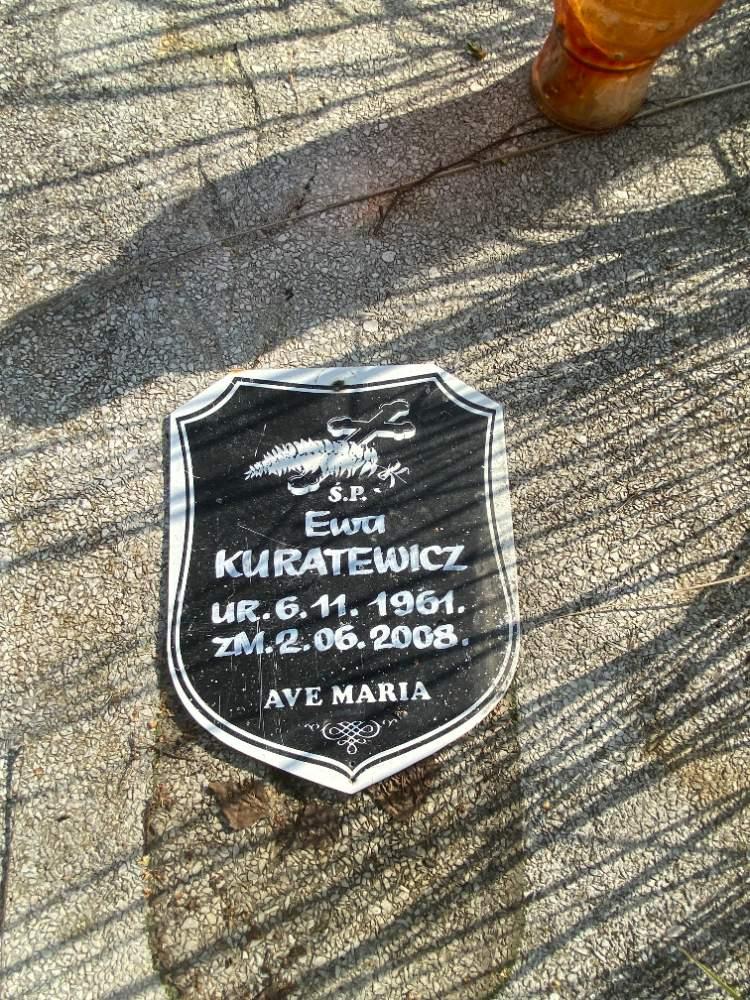 Ś.P.
Ewa
KURATEWICZ
UR. 6. 11. 1961.
ZM. 2. 06. 2008.
AVE MARIA